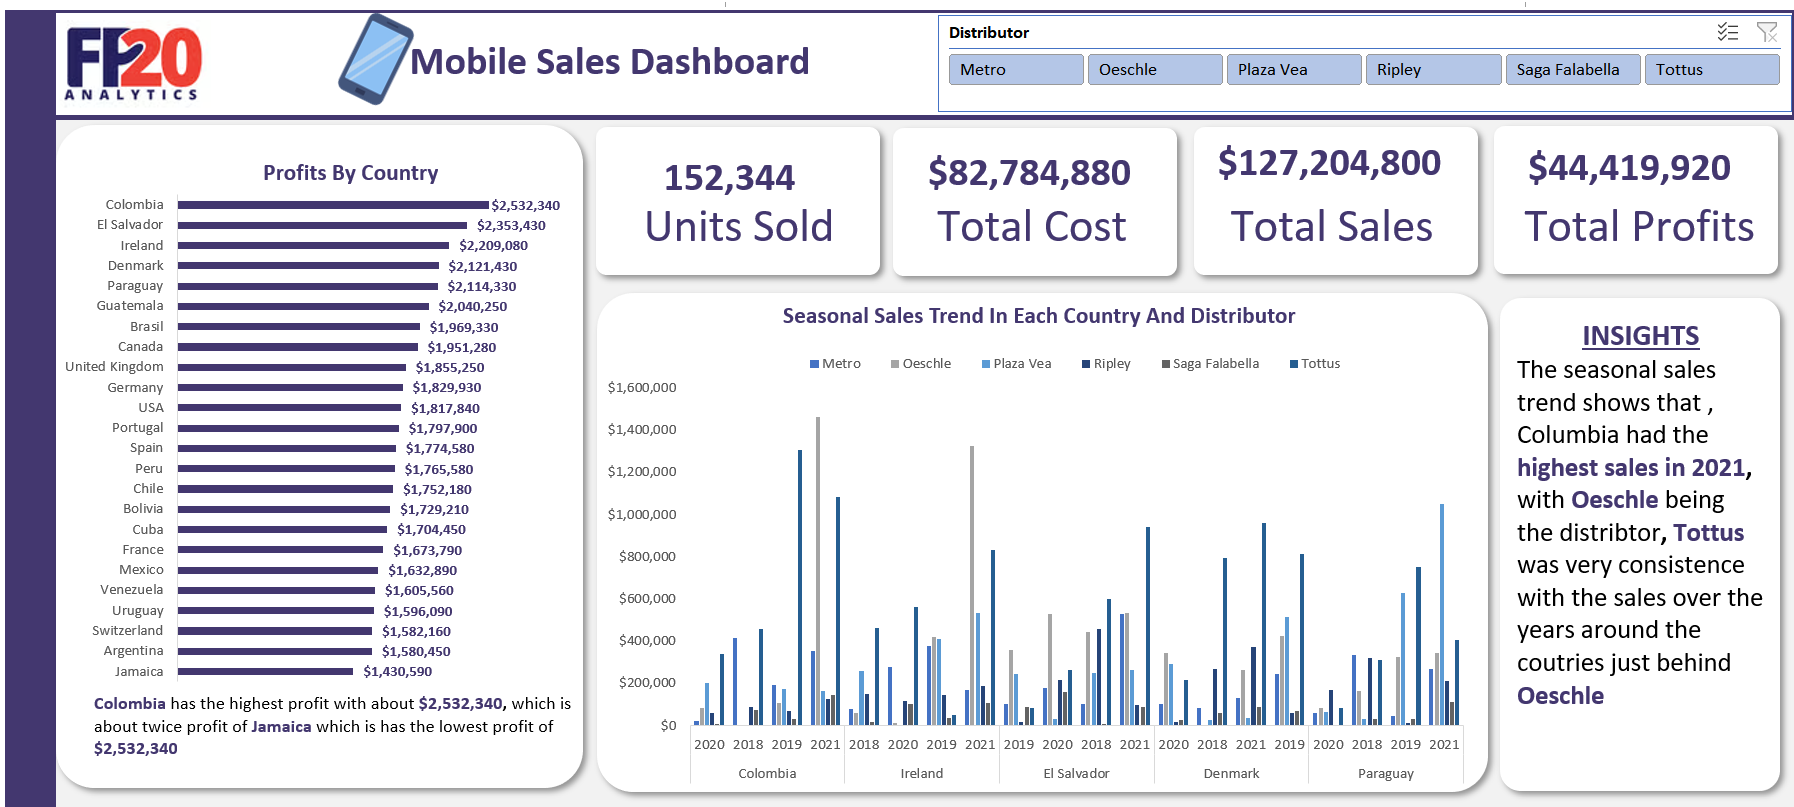 FP20
ANALYTICS
Mobile Sales Dashboard
Distributor
Metro
Oeschle
Plaza Vea
Ripley
Saga Falabella
Tottus
Profits By Country
Colombia $2,532,340
El Salvador $2,353,430
Ireland $2,209,080
Denmark $2,121,430
Paraguay $2,114,330
Guatemala $2,040,250
Brasil $1,969,330
Canada $1,951,280
United Kingdom $1,855,250
Germany $1,829,930
USA $1,817,840
Portugal $1,797,900
Spain $1,774,580
Peru $1,765,580
Chile $1,752,180
Bolivia $1,729,210
Cuba $1,704,450
France $1,673,790
Mexico $1,632,890
Venezuela $1,605,560
Uruguay $1,596,090
Switzerland $1,582,160
Argentina $1,580,450
Jamaica $1,430,590
Colombia has the highest profit with about $2,532,340, which is
about twice profit of Jamaica which is has the lowest profit of
$2,532,340
152,344
Units Sold
$82,784,880
Total Cost
$127,204,800
Total Sales
$44,419,920
Total Profits
Seasonal Sales Trend In Each Country And Distributor
Metro Oeschle Plaza Vea Ripley Saga Falabella Tottus
$1,600,000
$1,400,000
$1,200,000
$1,000,000
$800,000
$600,000
$400,000
$200,000
$0
2020 2018 2019 2021 2018 2020 2019 2021 2019 2020 2018 2021 2020 2018 2021 2019 2020 2018 2019 2021
Colombia Ireland El Salvador Denmark Paraguay
INSIGHTS
The seasonal sales
trend shows that ,
Columbia had the
highest sales in 2021,
with Oeschle being
the distribtor, Tottus
was very consistence
with the sales over the
years around the
coutries just behind
Oeschle